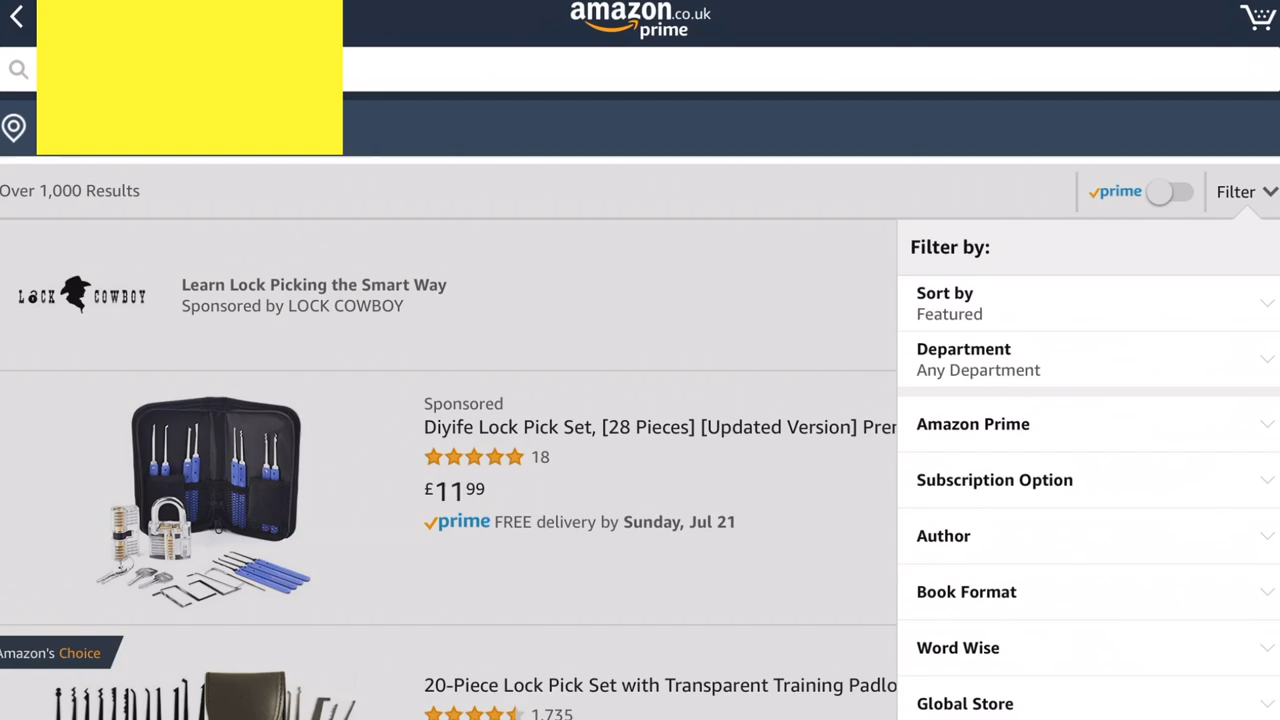 amazon.co.uk
prime
Over 1,000 Results
prime
Filter
Filter by:
LOCK COWBOY
Learn Lock Picking the Smart Way
Sponsored by LOCK COWBOY
Sort by
Featured
Department
Any Department
Sponsored
Diyife Lock Pick Set, [28 Pieces] [Updated Version] Prer
18
£11 99
prime FREE delivery by Sunday, Jul 21
Amazon Prime
Subscription Option
Author
Book Format
Word Wise
Global Store
Amazon's Choice
20-Piece Lock Pick Set with Transparent Training Padlo
1,735